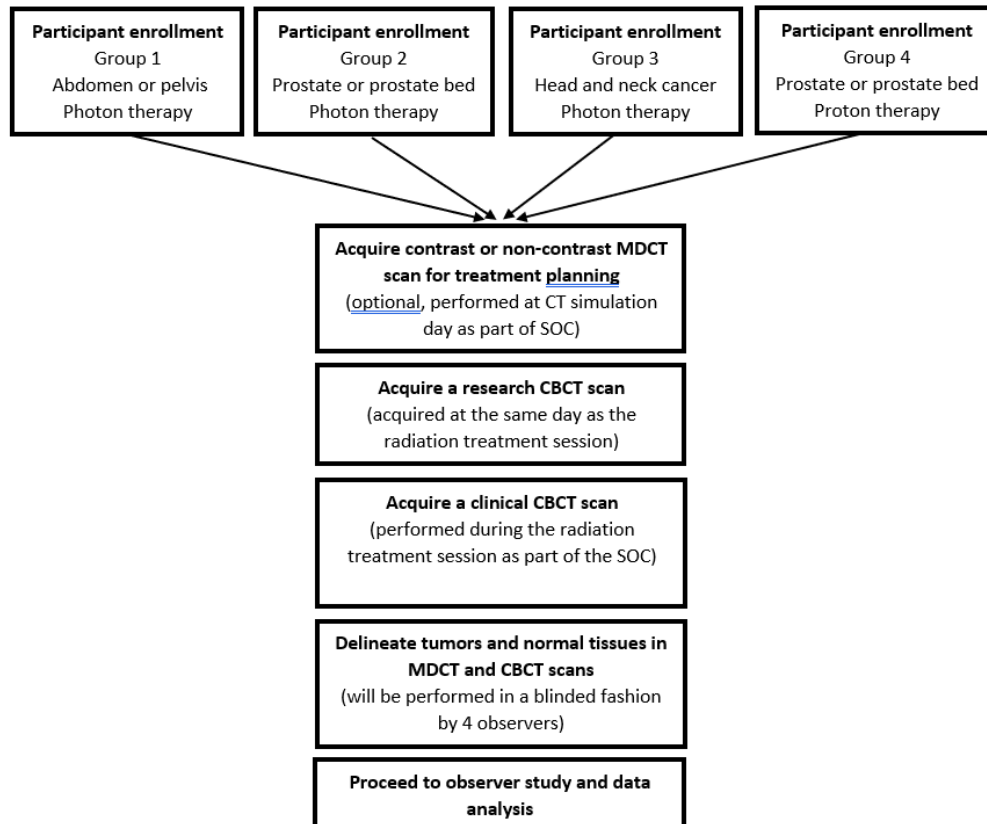 Participant enrollment
Group 1
Abdomen or pelvis
Photon therapy
Participant enrollment
Group 2
Prostate or prostate bed
Photon therapy
Participant enrollment
Group 3
Head and neck cancer
Photon therapy
Participant enrollment
Group 4
Prostate or prostate bed
Proton therapy
Acquire contrast or non-contrast MDCT
scan for treatment planning
(optional, performed at CT simulation
day as part of SOC)
Acquire a research CBCT scan
(acquired at the same day as the
radiation treatment session)
Acquire a clinical CBCT scan
(performed during the radiation
treatment session as part of the SOC)
Delineate tumors and normal tissues in
MDCT and CBCT scans
(will be performed in a blinded fashion
by 4 observers)
Proceed to observer study and data
analysis